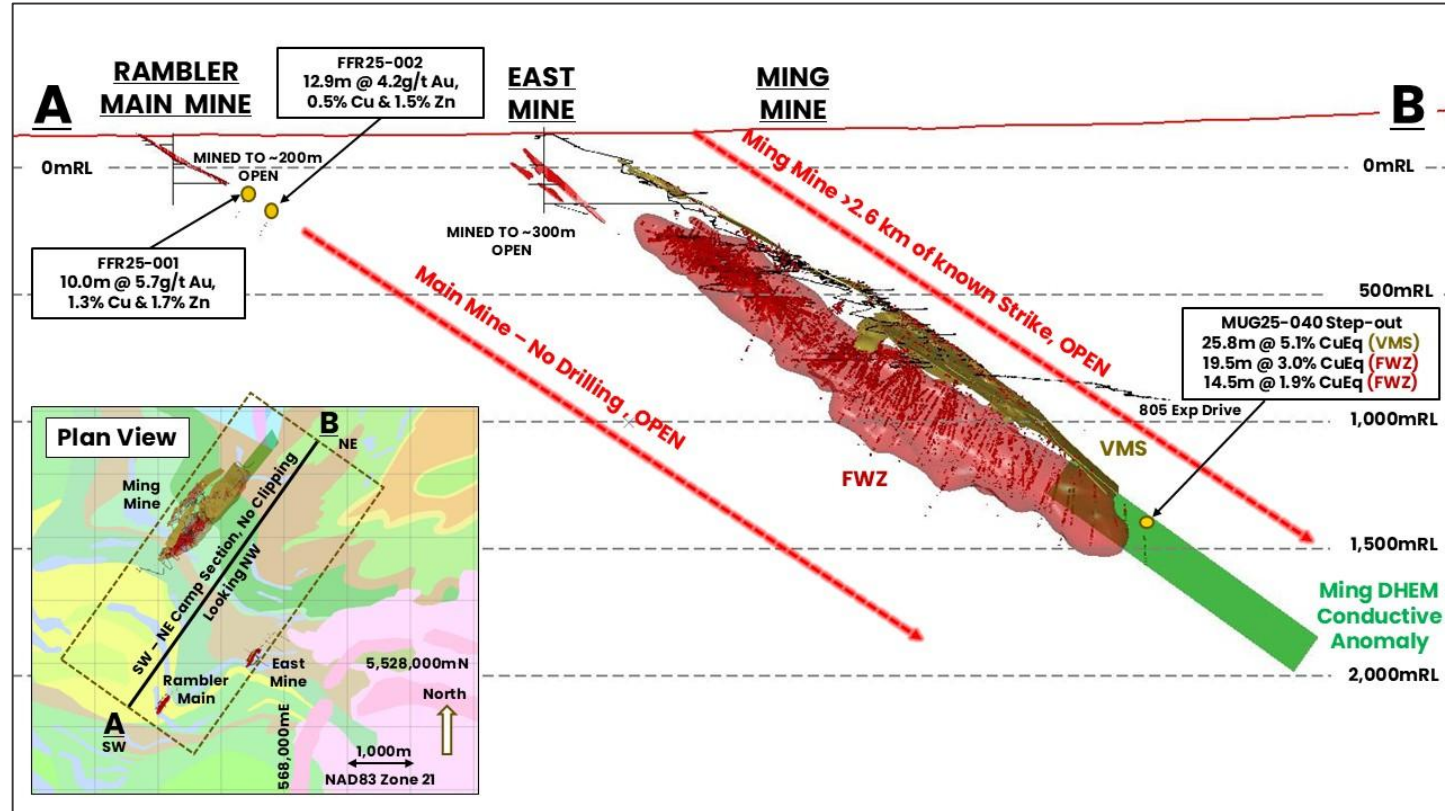 A
RAMBLER
MAIN MINE
FFR25-002
12.9m @ 4.2g/t Au,
0.5% Cu & 1.5% Zn
EAST
MINE
MING
MINE
B
0mRL
MINED TO ~200m
OPEN
0mRL
FFR25-001
10.0m @ 5.7g/t Au,
1.3% Cu & 1.7% Zn
MINED TO ~300m
OPEN
Ming Mine >2.6 km of known Strike, OPEN
Main Mine – No Drilling, OPEN
500mRL
MUG25-040 Step-out
25.8m @ 5.1% CuEq (VMS)
19.5m @ 3.0% CuEq (FWZ)
14.5m @ 1.9% CuEq (FWZ)
805 Exp Drive
1,000mRL
VMS
FWZ
1,500mRL
Ming DHEM
Conductive
Anomaly
2,000mRL
Plan View
B
NE
Ming
Mine
SW – NE Camp Section, No Clipping
Looking NW
East
Mine
5,528,000mN
Rambler
Main
North
A
SW
568,000mE
1,000m
NAD83 Zone 21